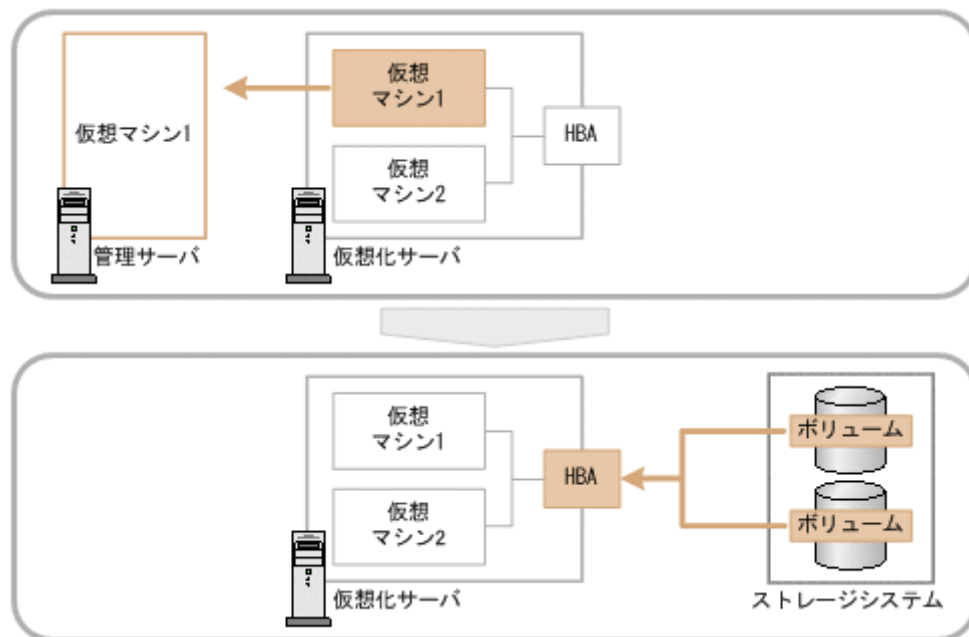 仮想マシン1
仮想
マシン1
仮想
マシン2
HBA
管理サーバ
仮想化サーバ
仮想
マシン1
仮想
マシン2
HBA
ボリューム
ボリューム
仮想化サーバ
ストレージシステム